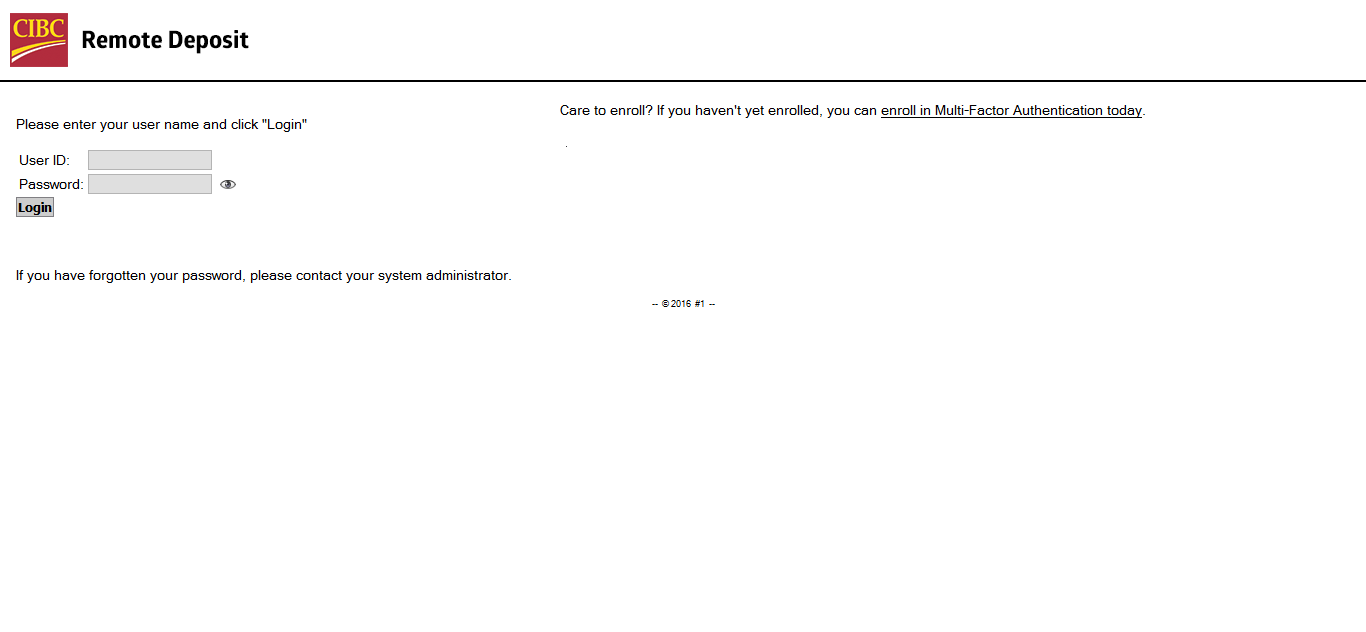 CIBC
Remote Deposit
Care to enroll? If you haven't yet enrolled, you can enroll in Multi-Factor Authentication today.
Please enter your user name and click "Login"
.
User ID:
Password:
Login
If you have forgotten your password, please contact your system administrator.
-- © 2016 #1 --